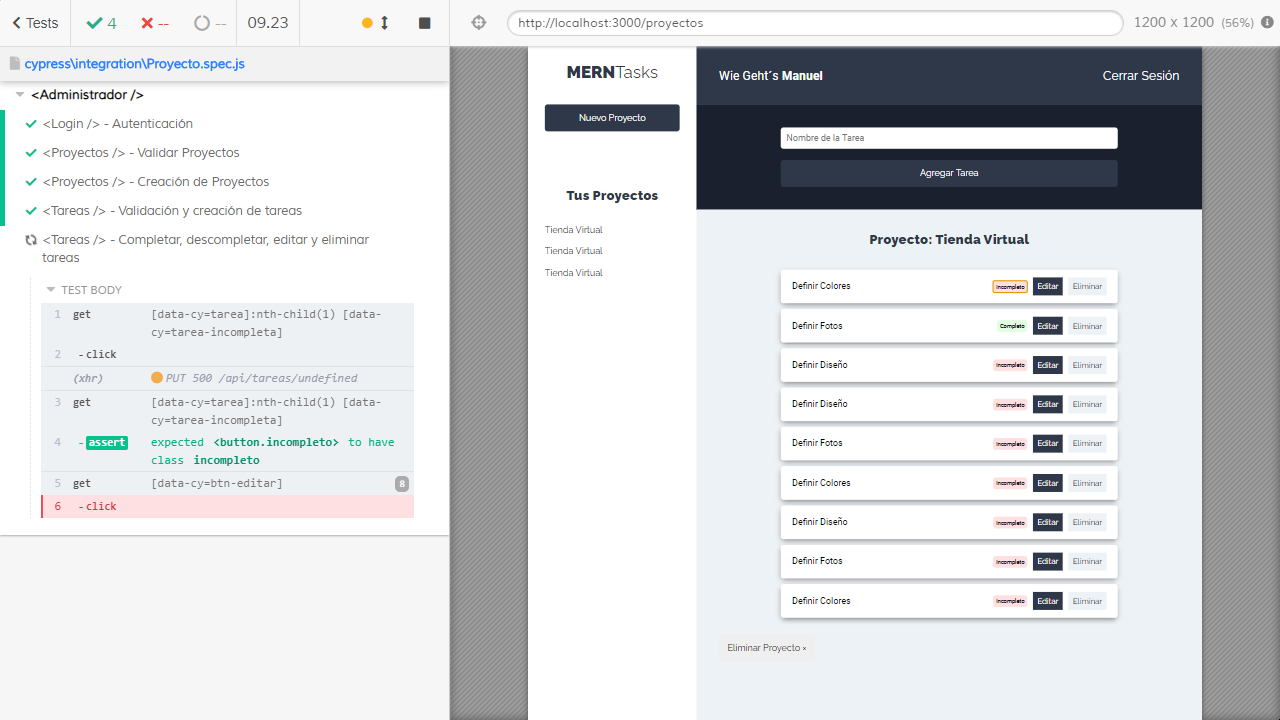 Tests
4
--
--
09.23
http://localhost:3000/proyectos
1200 x 1200 (56%)
cypress\integration\Proyecto.spec.js
<Administrador />
<Login /> - Autenticación
<Proyectos /> - Validar Proyectos
<Proyectos /> - Creación de Proyectos
<Tareas /> - Validación y creación de tareas
<Tareas /> - Completar, descompletar, editar y eliminar
tareas
TEST BODY
1 get [data-cy=tarea]:nth-child(1) [data-
cy=tarea-incompleta]
2 - click
(xhr) PUT 500 /api/tareas/undefined
3 get [data-cy=tarea]:nth-child(1) [data-
cy=tarea-incompleta]
4 - assert expected <button.incompleto> to have
class incompleto
5 get [data-cy=btn-editar] 8
6 - click
MERNTasks
Nuevo Proyecto
Tus Proyectos
Tienda Virtual
Tienda Virtual
Tienda Virtual
Wie Geht´s Manuel
Cerrar Sesión
Nombre de la Tarea
Agregar Tarea
Proyecto: Tienda Virtual
Definir Colores Incompleto Editar Eliminar
Definir Fotos Completo Editar Eliminar
Definir Diseño Incompleto Editar Eliminar
Definir Diseño Incompleto Editar Eliminar
Definir Fotos Incompleto Editar Eliminar
Definir Colores Incompleto Editar Eliminar
Definir Diseño Incompleto Editar Eliminar
Definir Fotos Incompleto Editar Eliminar
Definir Colores Incompleto Editar Eliminar
Eliminar Proyecto ×